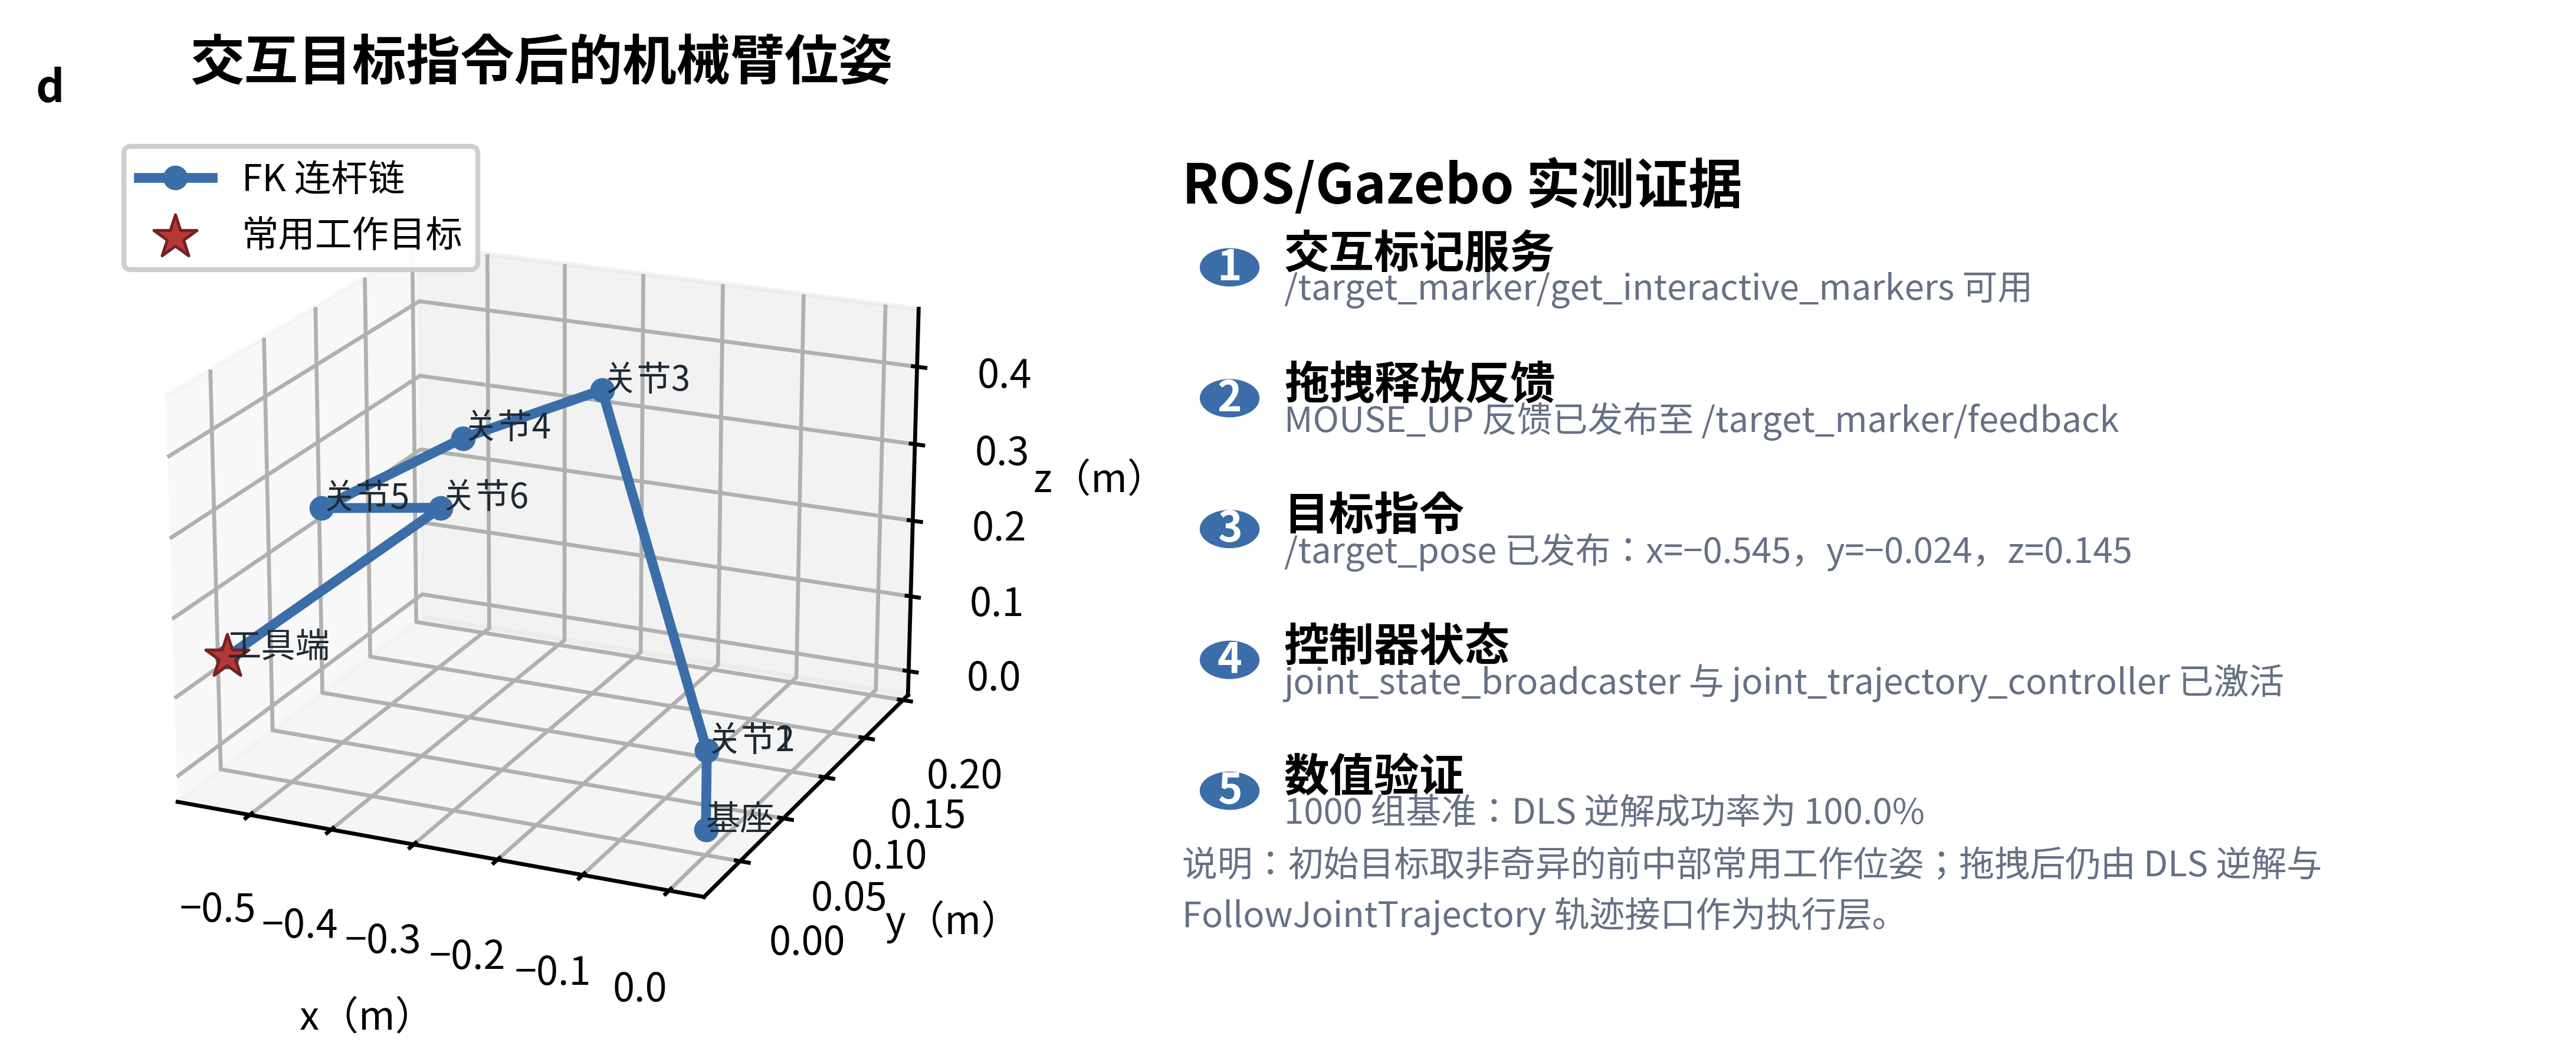 交互目标指令后的机械臂位姿
d
FK 连杆链
常用工作目标
关节3
关节4
关节5
关节6
工具端
关节2
基座
0.4
0.3
0.2
0.1
0.0
z（m）
0.20
0.15
0.10
0.05
0.00
y（m）
−0.5
−0.4
−0.3
−0.2
−0.1
0.0
x（m）
ROS/Gazebo 实测证据
1
交互标记服务
/target_marker/get_interactive_markers 可用
2
拖拽释放反馈
MOUSE_UP 反馈已发布至 /target_marker/feedback
3
目标指令
/target_pose 已发布：x=−0.545，y=−0.024，z=0.145
4
控制器状态
joint_state_broadcaster 与 joint_trajectory_controller 已激活
5
数值验证
1000 组基准：DLS 逆解成功率为 100.0%
说明：初始目标取非奇异的前中部常用工作位姿；拖拽后仍由 DLS 逆解与
FollowJointTrajectory 轨迹接口作为执行层。